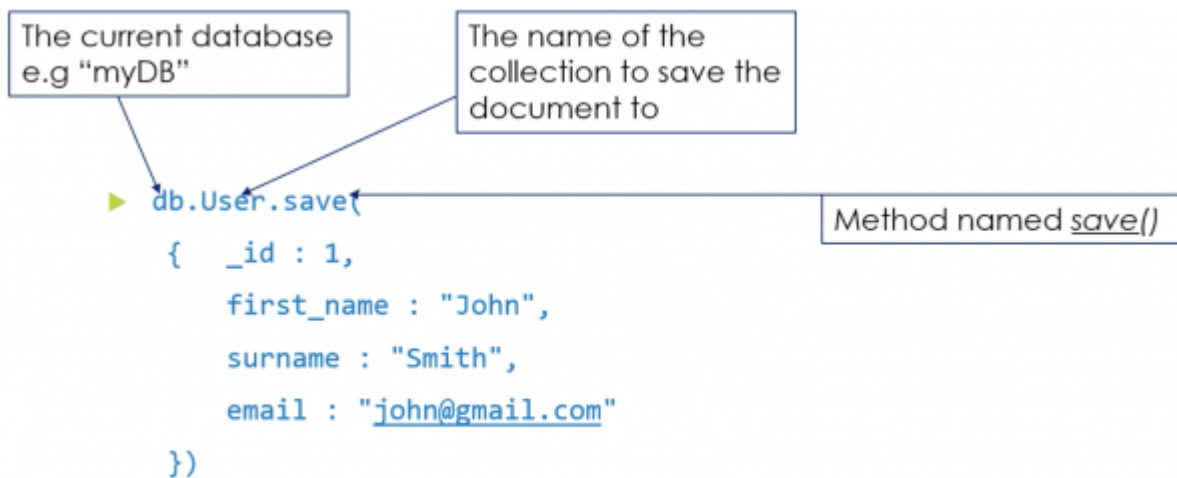 The current database
e.g “myDB”
The name of the
collection to save the
document to
db.User.save(
Method named save()
{ _id : 1,
first_name : "John",
surname : "Smith",
email : "john@gmail.com"
})